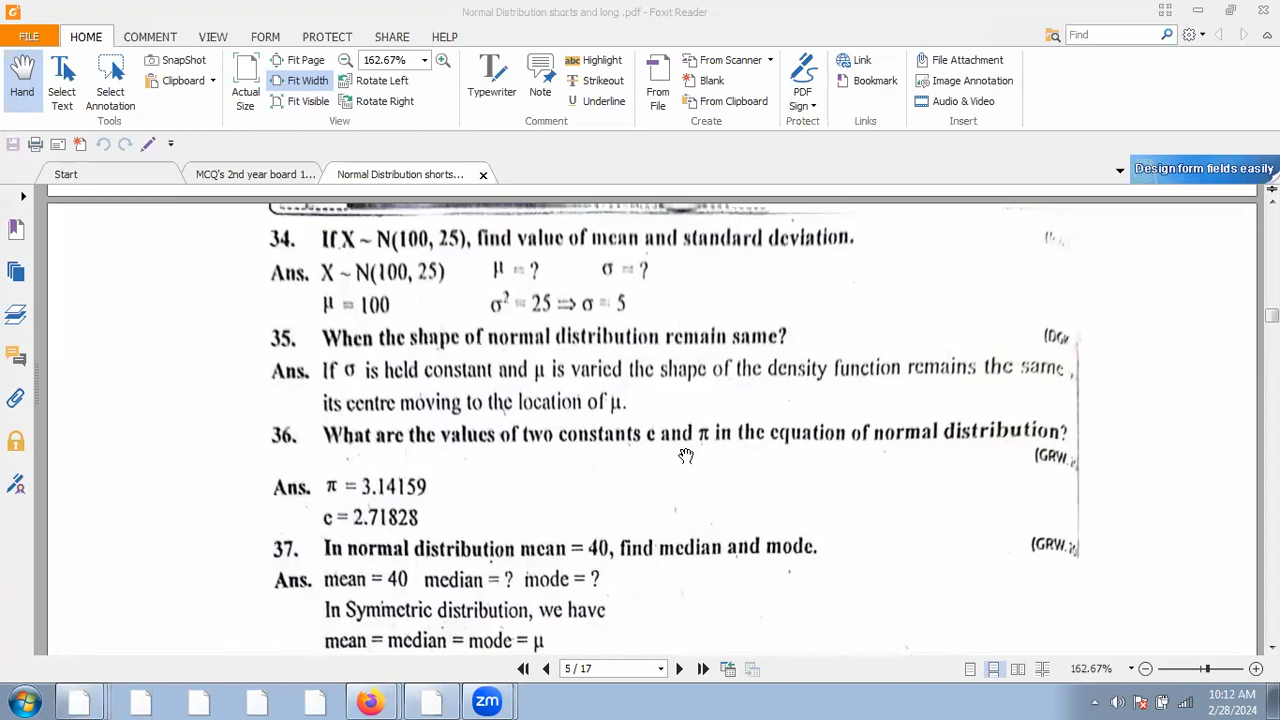 Normal Distribution shorts and long .pdf - Foxit Reader
FILE HOME COMMENT VIEW FORM PROTECT SHARE HELP
Find
Hand
Select Text
Select Annotation
SnapShot
Clipboard
Tools
Actual Size
Fit Page
Fit Width
Fit Visible
162.67%
Rotate Left
Rotate Right
View
Typewriter
Note
Highlight
Strikeout
Underline
Comment
From File
From Scanner
Blank
From Clipboard
Create
PDF Sign
Protect
Link
Bookmark
Links
File Attachment
Image Annotation
Audio & Video
Insert
Start
MCQ's 2nd year board 1...
Normal Distribution shorts...
Design form fields easily
34. If X ~ N(100, 25), find value of mean and standard deviation.
Ans. X ~ N(100, 25) μ = ? σ = ?
μ = 100 σ² = 25 ⇒ σ = 5
35. When the shape of normal distribution remain same?
Ans. If σ is held constant and μ is varied the shape of the density function remains the same,
its centre moving to the location of μ.
36. What are the values of two constants e and π in the equation of normal distribution?
(GRW.
Ans. π = 3.14159
e = 2.71828
37. In normal distribution mean = 40, find median and mode. (GRW.
Ans. mean = 40 median = ? mode = ?
In Symmetric distribution, we have
mean = median = mode = μ
5 / 17
162.67%
zm
10:12 AM
2/28/2024